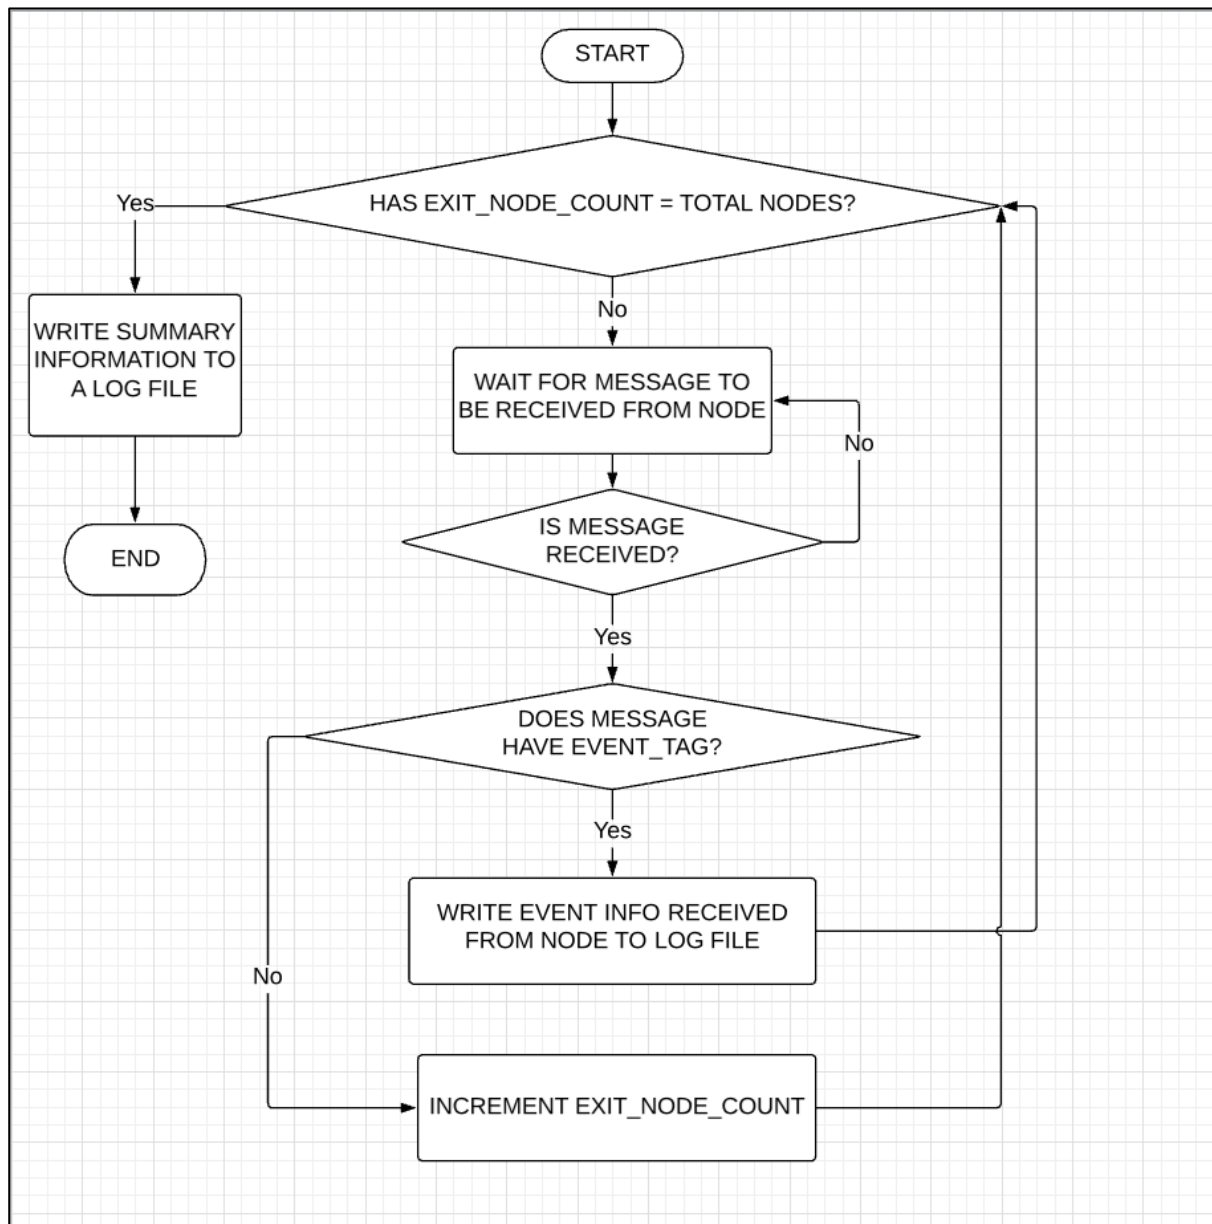 START
HAS EXIT_NODE_COUNT = TOTAL NODES?
Yes
No
WRITE SUMMARY
INFORMATION TO
A LOG FILE
WAIT FOR MESSAGE TO
BE RECEIVED FROM NODE
No
IS MESSAGE
RECEIVED?
END
Yes
DOES MESSAGE
HAVE EVENT_TAG?
Yes
WRITE EVENT INFO RECEIVED
FROM NODE TO LOG FILE
No
INCREMENT EXIT_NODE_COUNT